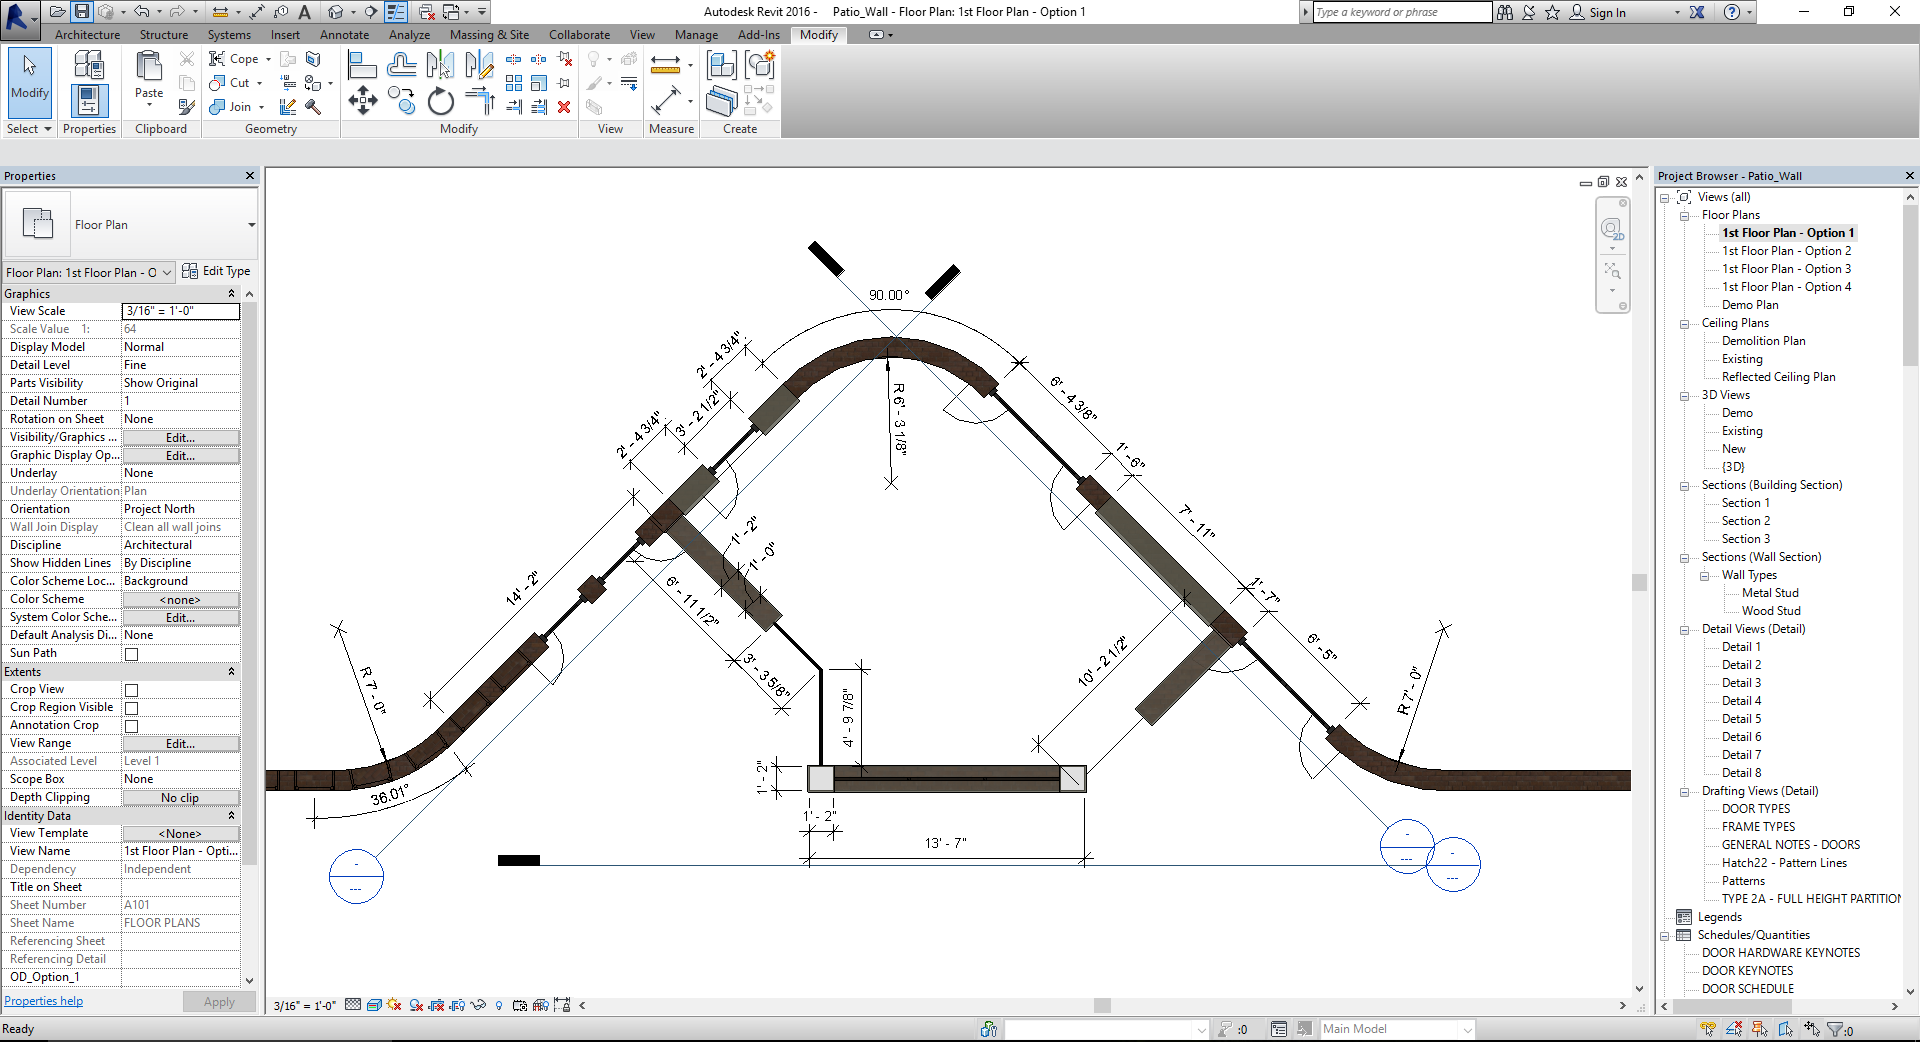 Autodesk Revit 2016 -     Patio_Wall - Floor Plan: 1st Floor Plan - Option 1
Type a keyword or phrase
Sign In
Architecture Structure Systems Insert Annotate Analyze Massing & Site Collaborate View Manage Add-Ins Modify
Modify
Paste
Cope
Cut
Join
Select Properties Clipboard Geometry Modify View Measure Create
Properties
Floor Plan
Floor Plan: 1st Floor Plan - O
Edit Type
Graphics
View Scale 3/16" = 1'-0"
Scale Value 1: 64
Display Model Normal
Detail Level Fine
Parts Visibility Show Original
Detail Number 1
Rotation on Sheet None
Visibility/Graphics ... Edit...
Graphic Display Op... Edit...
Underlay None
Underlay Orientation Plan
Orientation Project North
Wall Join Display Clean all wall joins
Discipline Architectural
Show Hidden Lines By Discipline
Color Scheme Loc... Background
Color Scheme <none>
System Color Sche... Edit...
Default Analysis Di... None
Sun Path
Extents
Crop View
Crop Region Visible
Annotation Crop
View Range Edit...
Associated Level Level 1
Scope Box None
Depth Clipping No clip
Identity Data
View Template <None>
View Name 1st Floor Plan - Opti...
Dependency Independent
Title on Sheet
Sheet Number A101
Sheet Name FLOOR PLANS
Referencing Sheet
Referencing Detail
OD_Option_1
Properties help
Apply
2D
90.00°
2' - 4 3/4"
3' - 2 1/2"
2' - 4 3/4"
R 6' - 3 1/8"
6' - 4 3/8"
1' - 6"
7' - 11"
1' - 7"
6' - 5"
14' - 2"
1' - 2"
1' - 0"
6' - 11 1/2"
3' - 3 5/8"
10' - 2 1/2"
R 7' - 0"
R 7' - 0"
4' - 9 7/8"
1' - 2"
36.01°
1' - 2"
13' - 7"
-
---
-
---
-
---
3/16" = 1'-0"
Project Browser - Patio_Wall
Views (all)
Floor Plans
1st Floor Plan - Option 1
1st Floor Plan - Option 2
1st Floor Plan - Option 3
1st Floor Plan - Option 4
Demo Plan
Ceiling Plans
Demolition Plan
Existing
Reflected Ceiling Plan
3D Views
Demo
Existing
New
{3D}
Sections (Building Section)
Section 1
Section 2
Section 3
Sections (Wall Section)
Wall Types
Metal Stud
Wood Stud
Detail Views (Detail)
Detail 1
Detail 2
Detail 3
Detail 4
Detail 5
Detail 6
Detail 7
Detail 8
Drafting Views (Detail)
DOOR TYPES
FRAME TYPES
GENERAL NOTES - DOORS
Hatch22 - Pattern Lines
Patterns
TYPE 2A - FULL HEIGHT PARTITION
Legends
Schedules/Quantities
DOOR HARDWARE KEYNOTES
DOOR KEYNOTES
DOOR SCHEDULE
Ready
:0
Main Model
:0